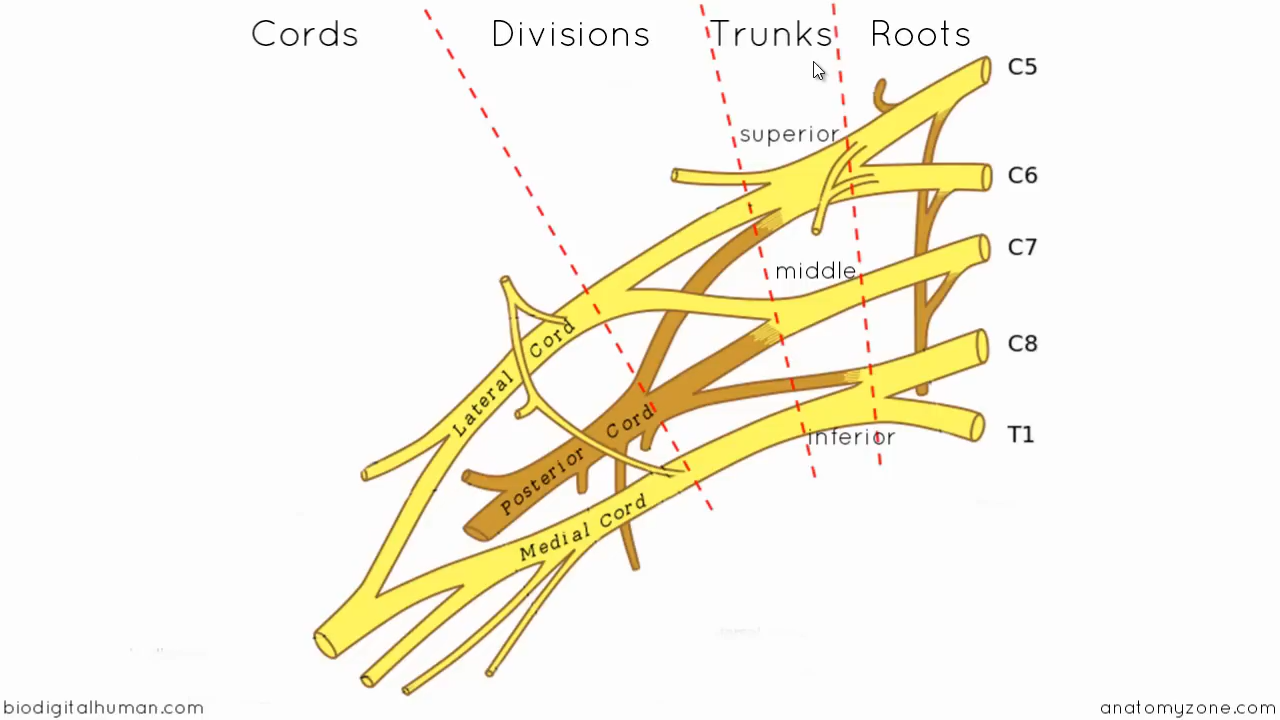 Cords Divisions Trunks Roots
C5
superior
C6
C7
middle
Lateral Cord
C8
Posterior Cord
T1
inferior
Medial Cord
biodigitalhuman.com
anatomyzone.com